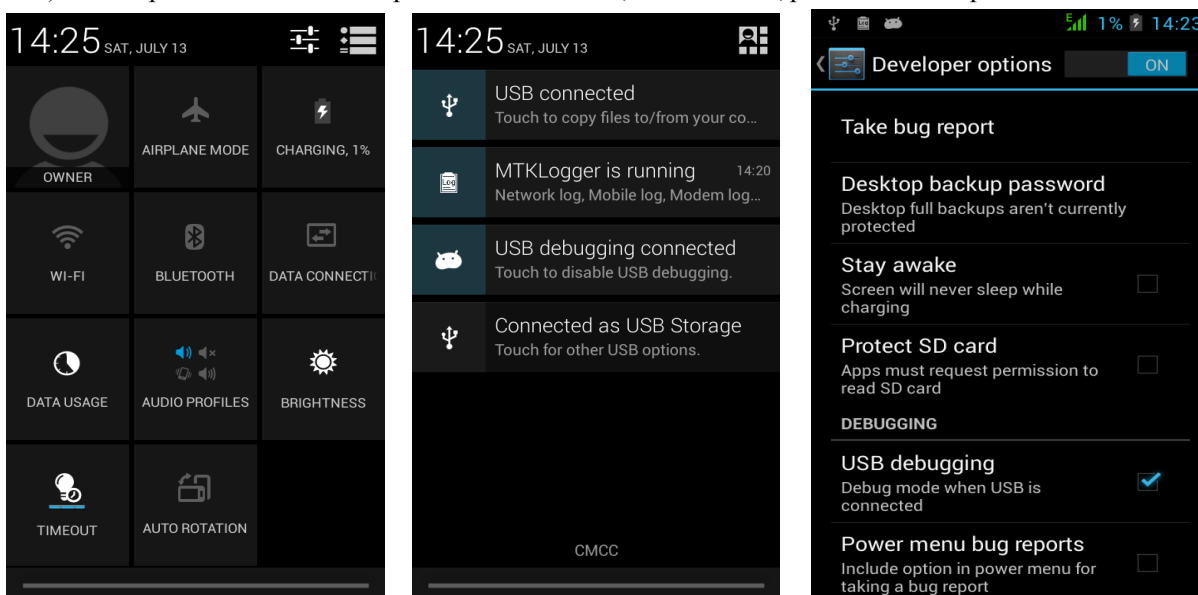 14:25 SAT, JULY 13
OWNER
AIRPLANE MODE
CHARGING, 1%
WI-FI
BLUETOOTH
DATA CONNECTI
DATA USAGE
AUDIO PROFILES
BRIGHTNESS
TIMEOUT
AUTO ROTATION
14:25 SAT, JULY 13
USB connected
Touch to copy files to/from your co...
MTKLogger is running 14:20
Log
Network log, Mobile log, Modem log...
USB debugging connected
Touch to disable USB debugging.
Connected as USB Storage
Touch for other USB options.
CMCC
E 1% 14:23
Developer options ON
Take bug report
Desktop backup password
Desktop full backups aren't currently
protected
Stay awake
Screen will never sleep while
charging
Protect SD card
Apps must request permission to
read SD card
DEBUGGING
USB debugging
Debug mode when USB is
connected
Power menu bug reports
Include option in power menu for
taking a bug report